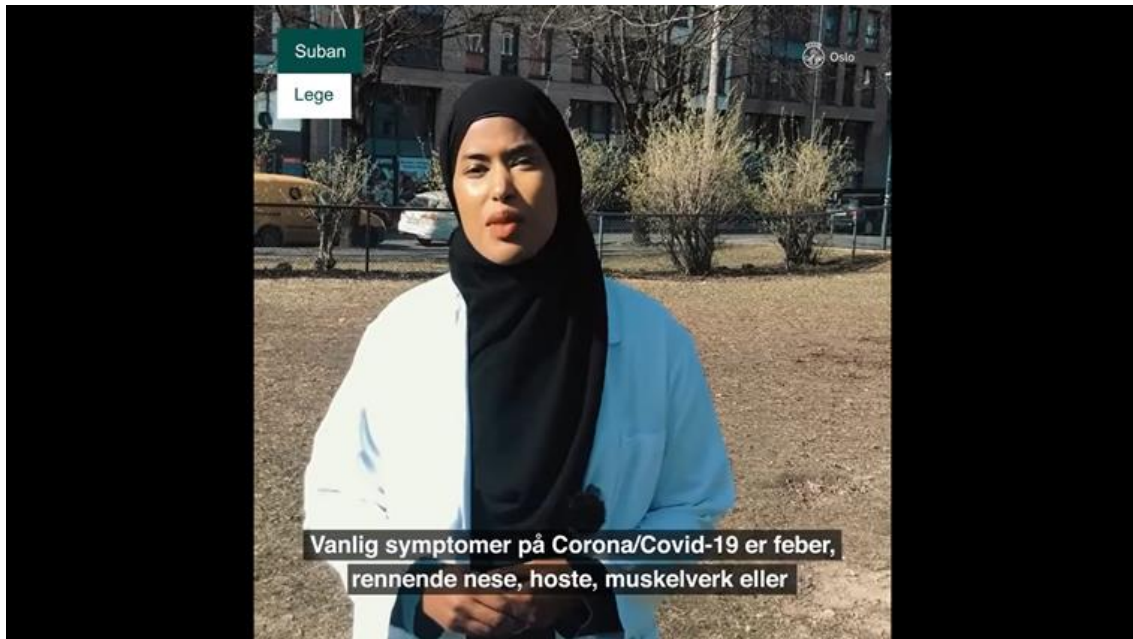 Suban
Lege
Oslo
Vanlig symptomer på Corona/Covid-19 er feber,
rennende nese, hoste, muskelverk eller